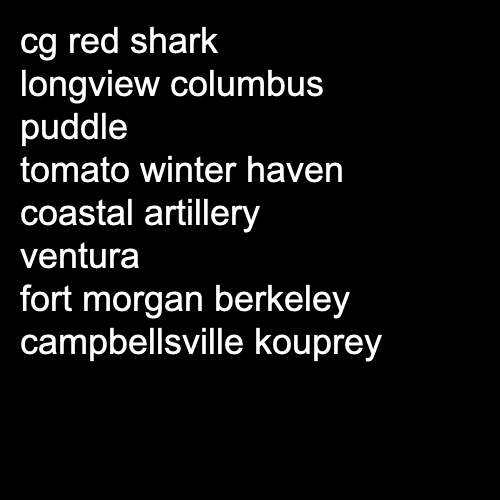 cg red shark
longview columbus
puddle
tomato winter haven
coastal artillery
ventura
fort morgan berkeley
campbellsville kouprey